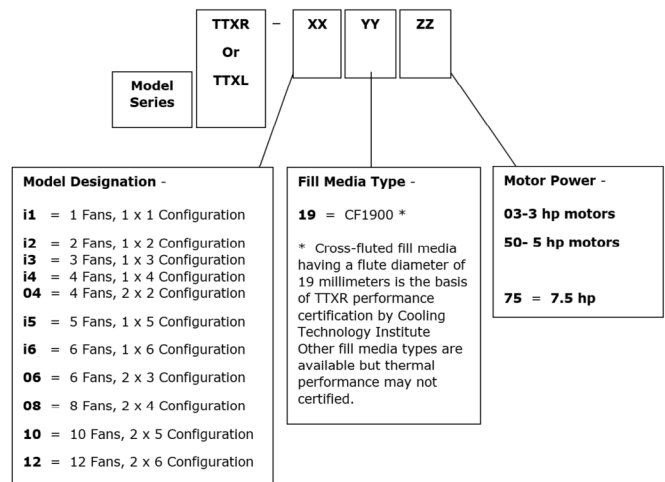 TTXR – XX YY ZZ
Or
TTXL
Model
Series
Model Designation -
i1 = 1 Fans, 1 x 1 Configuration
i2 = 2 Fans, 1 x 2 Configuration
i3 = 3 Fans, 1 x 3 Configuration
i4 = 4 Fans, 1 x 4 Configuration
04 = 4 Fans, 2 x 2 Configuration
i5 = 5 Fans, 1 x 5 Configuration
i6 = 6 Fans, 1 x 6 Configuration
06 = 6 Fans, 2 x 3 Configuration
08 = 8 Fans, 2 x 4 Configuration
10 = 10 Fans, 2 x 5 Configuration
12 = 12 Fans, 2 x 6 Configuration
Fill Media Type -
19 = CF1900 *
* Cross-fluted fill media
having a flute diameter of
19 millimeters is the basis
of TTXR performance
certification by Cooling
Technology Institute
Other fill media types are
available but thermal
performance may not
certified.
Motor Power -
03-3 hp motors
50- 5 hp motors
75 = 7.5 hp